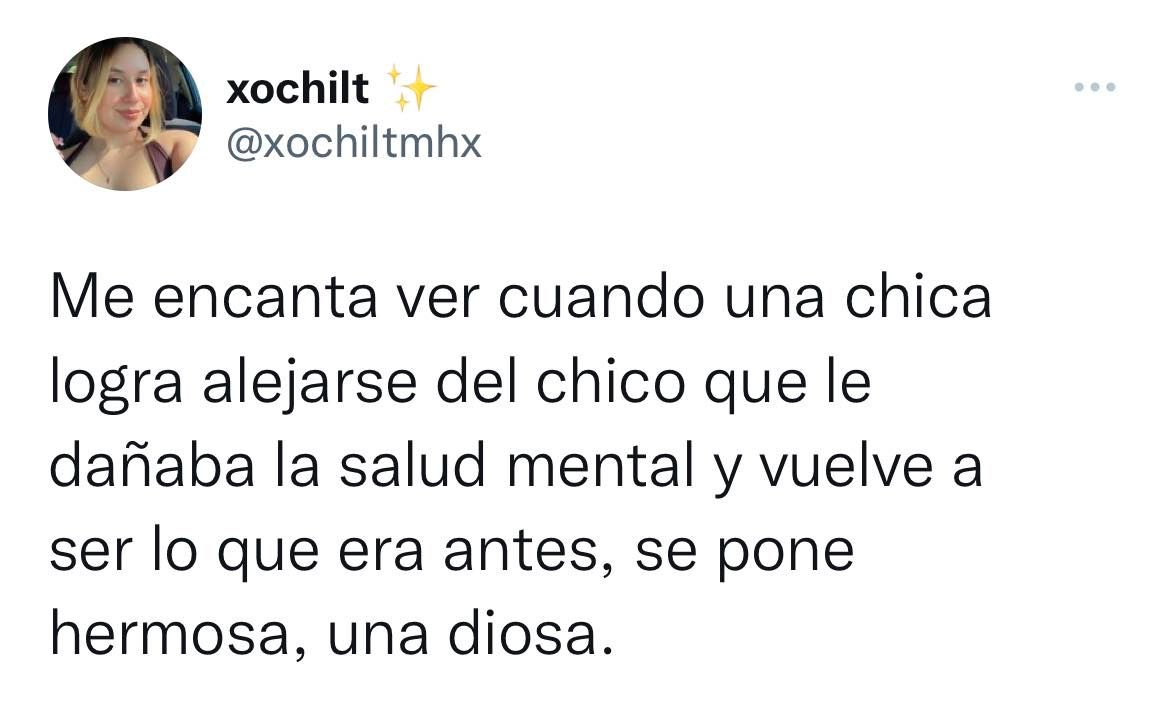 xochilt ✨
@xochiltmhx
Me encanta ver cuando una chica
logra alejarse del chico que le
dañaba la salud mental y vuelve a
ser lo que era antes, se pone
hermosa, una diosa.